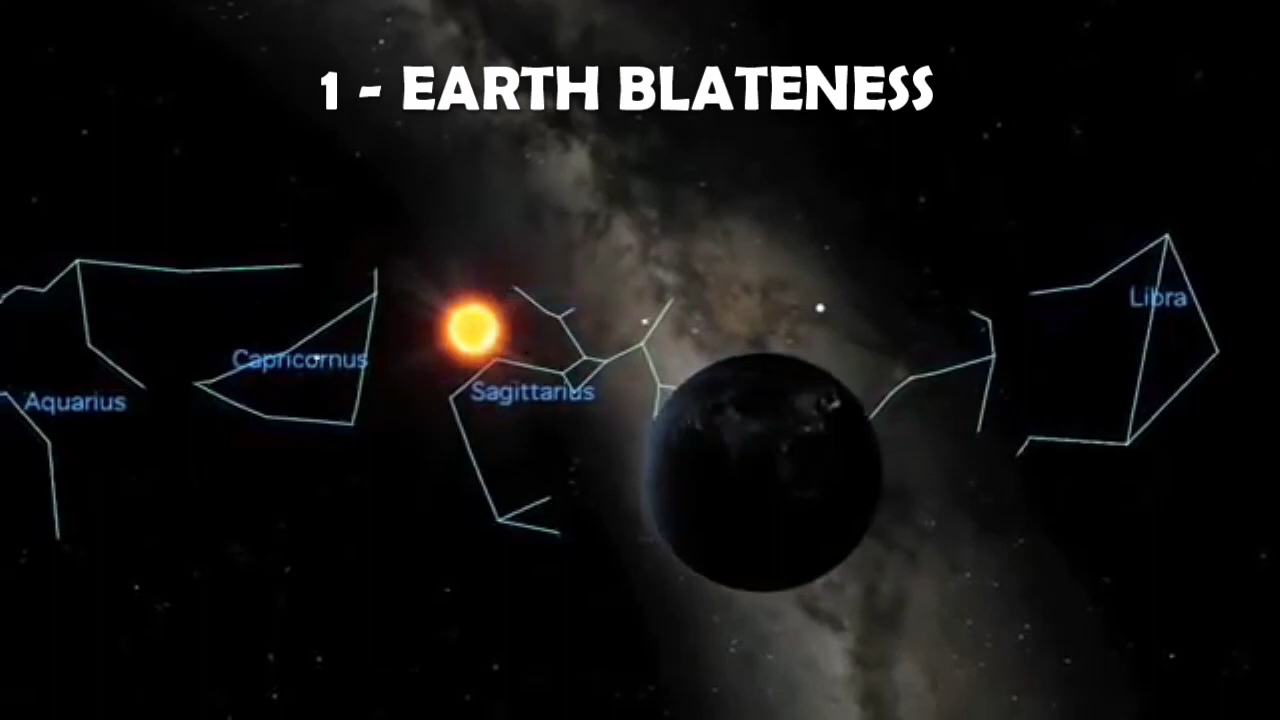 1 - EARTH BLATENESS
Libra
Capricornus
Sagittarius
Aquarius